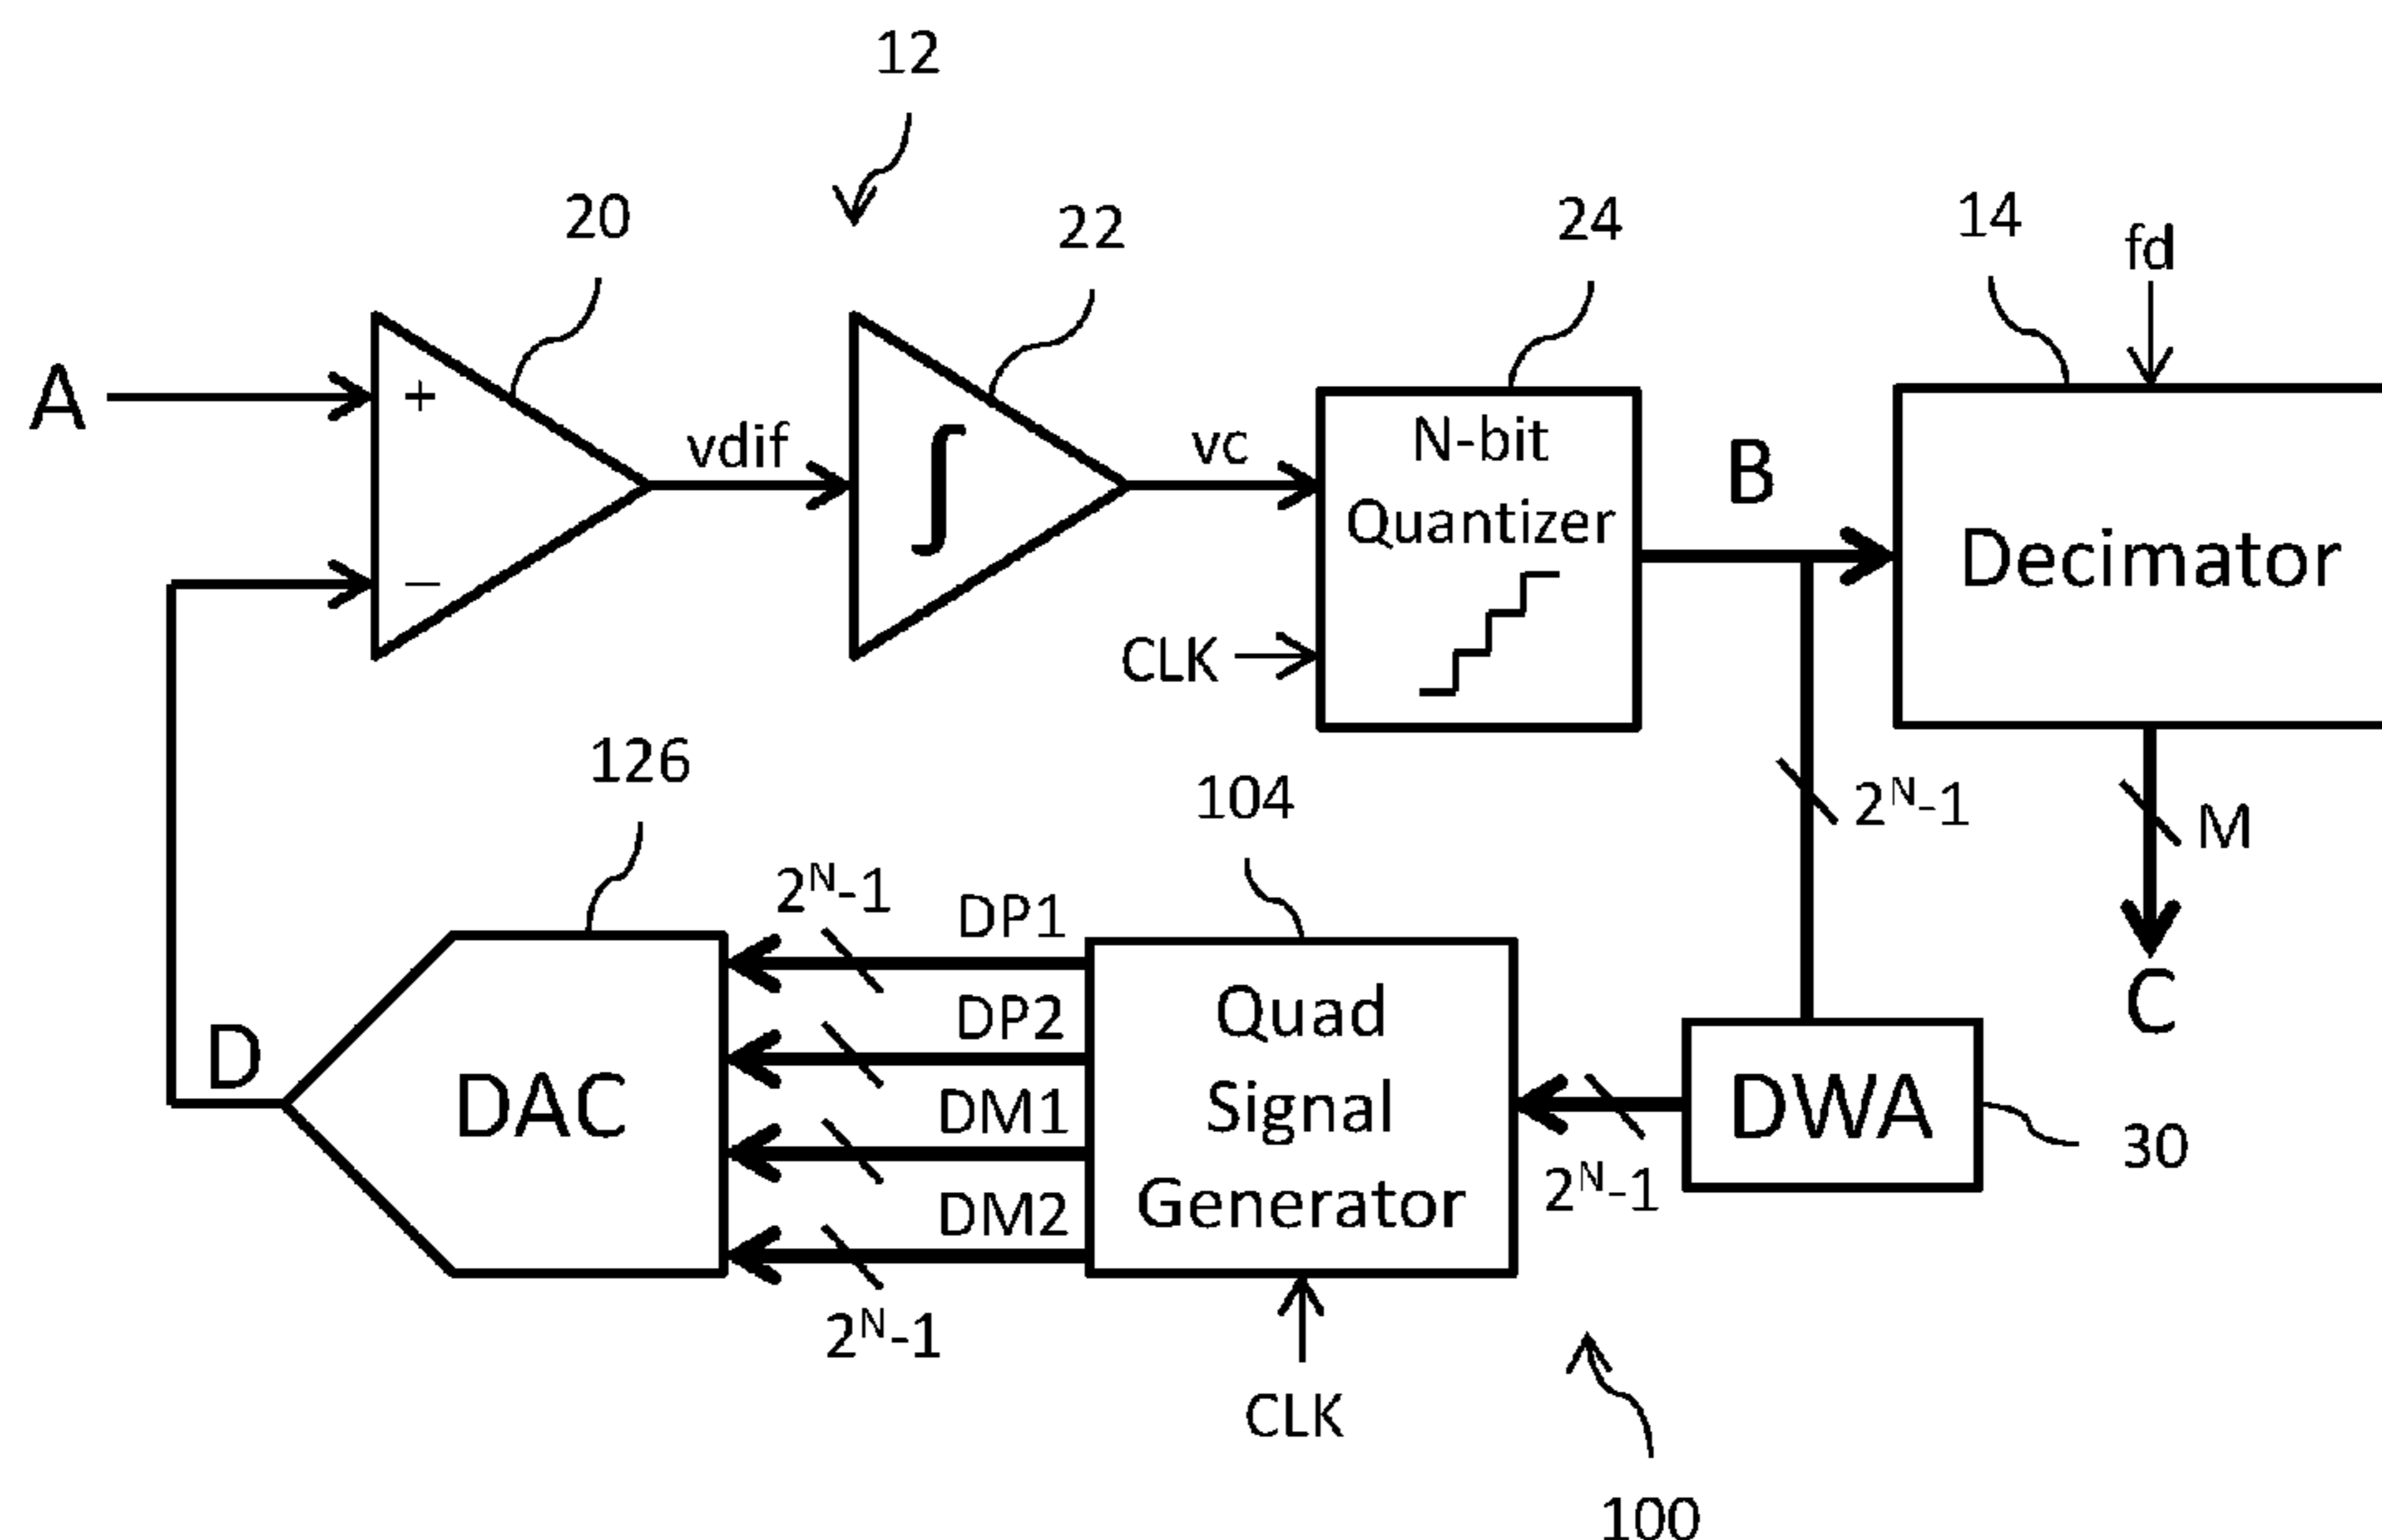 12
20
22
24
14
fd
A
+
vdif
∫
vc
N-bit
Quantizer
B
Decimator
−
CLK
126
104
2ᴺ-1
M
2ᴺ-1
DP1
DP2
DM1
DM2
2ᴺ-1
Quad
Signal
Generator
C
D
DAC
DWA
30
2ᴺ-1
CLK
100